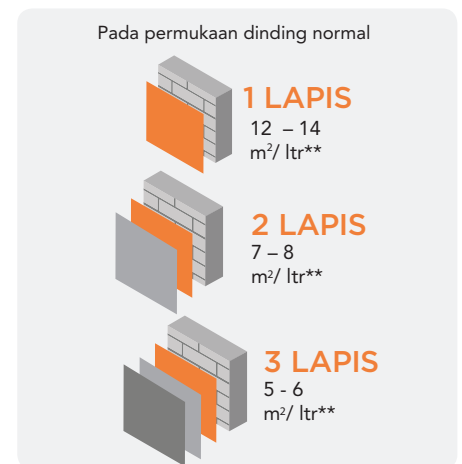 Pada permukaan dinding normal
1 LAPIS
12 – 14
m²/ ltr**
2 LAPIS
7 – 8
m²/ ltr**
3 LAPIS
5 - 6
m²/ ltr**